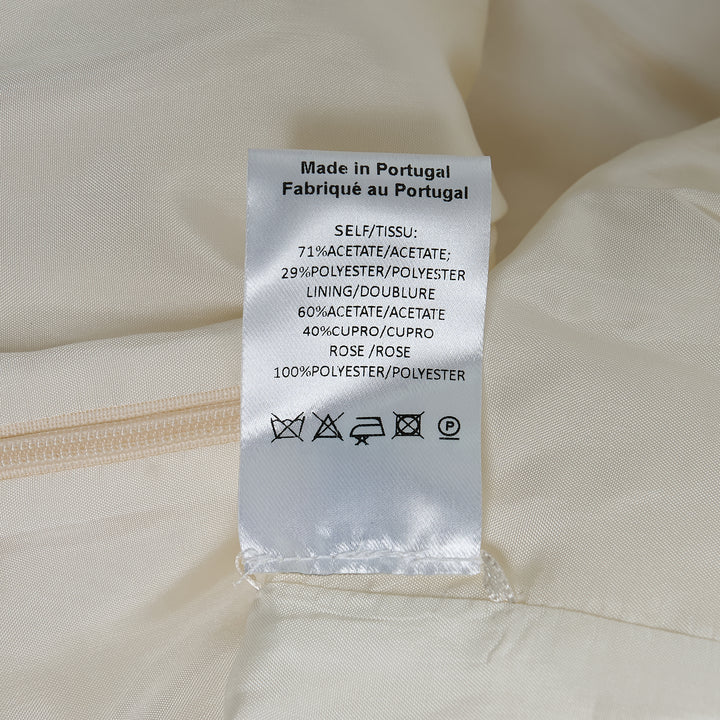 Made in Portugal
Fabriqué au Portugal
SELF/TISSU:
71%ACETATE/ACETATE;
29%POLYESTER/POLYESTER
LINING/DOUBLURE
60%ACETATE/ACETATE
40%CUPRO/CUPRO
ROSE /ROSE
100%POLYESTER/POLYESTER
P